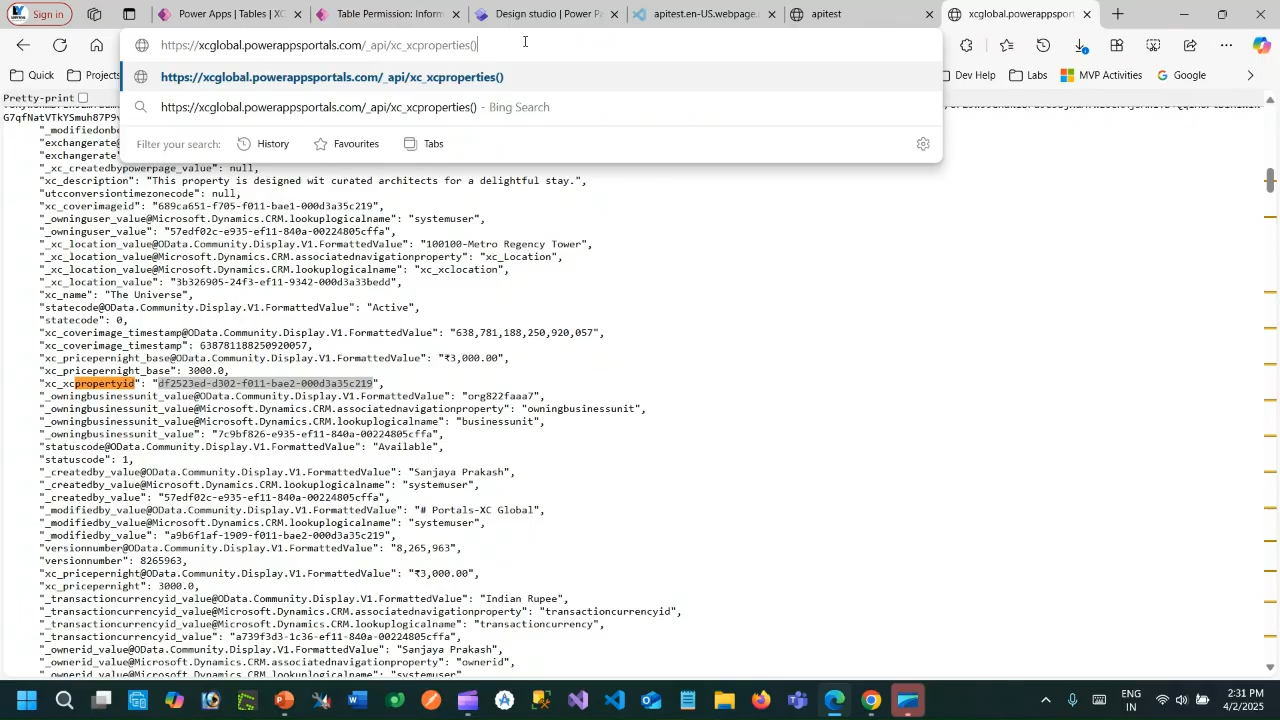 Sign in
Power Apps | Tables | XC
Table Permission: Inform
Design studio | Power P
apitest.en-US.webpage.c
apitest
xcglobal.powerappsportals.com/_
https://xcglobal.powerappsportals.com/_api/xc_xcproperties()
https://xcglobal.powerappsportals.com/_api/xc_xcproperties()
https://xcglobal.powerappsportals.com/_api/xc_xcproperties() - Bing Search
Filter your search:
History
Favourites
Tabs
Quick
Projects
Dev Help
Labs
MVP Activities
Google
Pretty-print
"_modifiedonb
"exchangerate@
"exchangerate"
"_xc_createdbypowerpage_value": null,
"xc_description": "This property is designed wit curated architects for a delightful stay.",
"utcconversiontimezonecode": null,
"xc_coverimageid": "689ca651-f705-f011-bae1-000d3a35c219",
"_owninguser_value@Microsoft.Dynamics.CRM.lookuplogicalname": "systemuser",
"_owninguser_value": "57edf02c-e935-ef11-840a-00224805cffa",
"_xc_location_value@OData.Community.Display.V1.FormattedValue": "100100-Metro Regency Tower",
"_xc_location_value@Microsoft.Dynamics.CRM.associatednavigationproperty": "xc_Location",
"_xc_location_value@Microsoft.Dynamics.CRM.lookuplogicalname": "xc_xclocation",
"_xc_location_value": "3b326905-24f3-ef11-9342-000d3a33bedd",
"xc_name": "The Universe",
"statecode@OData.Community.Display.V1.FormattedValue": "Active",
"statecode": 0,
"xc_coverimage_timestamp@OData.Community.Display.V1.FormattedValue": "638,781,188,250,920,057",
"xc_coverimage_timestamp": 638781188250920057,
"xc_pricepernight_base@OData.Community.Display.V1.FormattedValue": "₹3,000.00",
"xc_pricepernight_base": 3000.0,
"xc_xcpropertyid": "df2523ed-d302-f011-bae2-000d3a35c219",
"_owningbusinessunit_value@OData.Community.Display.V1.FormattedValue": "org822faaa7",
"_owningbusinessunit_value@Microsoft.Dynamics.CRM.associatednavigationproperty": "owningbusinessunit",
"_owningbusinessunit_value@Microsoft.Dynamics.CRM.lookuplogicalname": "businessunit",
"_owningbusinessunit_value": "7c9bf826-e935-ef11-840a-00224805cffa",
"statuscode@OData.Community.Display.V1.FormattedValue": "Available",
"statuscode": 1,
"_createdby_value@OData.Community.Display.V1.FormattedValue": "Sanjaya Prakash",
"_createdby_value@Microsoft.Dynamics.CRM.lookuplogicalname": "systemuser",
"_createdby_value": "57edf02c-e935-ef11-840a-00224805cffa",
"_modifiedby_value@OData.Community.Display.V1.FormattedValue": "# Portals-XC Global",
"_modifiedby_value@Microsoft.Dynamics.CRM.lookuplogicalname": "systemuser",
"_modifiedby_value": "a9b6f1af-1909-f011-bae2-000d3a35c219",
"versionnumber@OData.Community.Display.V1.FormattedValue": "8,265,963",
"versionnumber": 8265963,
"xc_pricepernight@OData.Community.Display.V1.FormattedValue": "₹3,000.00",
"xc_pricepernight": 3000.0,
"_transactioncurrencyid_value@OData.Community.Display.V1.FormattedValue": "Indian Rupee",
"_transactioncurrencyid_value@Microsoft.Dynamics.CRM.associatednavigationproperty": "transactioncurrencyid",
"_transactioncurrencyid_value@Microsoft.Dynamics.CRM.lookuplogicalname": "transactioncurrency",
"_transactioncurrencyid_value": "a739f3d3-1c36-ef11-840a-00224805cffa",
"_ownerid_value@OData.Community.Display.V1.FormattedValue": "Sanjaya Prakash",
"_ownerid_value@Microsoft.Dynamics.CRM.associatednavigationproperty": "ownerid",
"_ownerid_value@Microsoft.Dynamics.CRM.lookuplogicalname": "systemuser"
ENG
IN
2:31 PM
4/2/2025